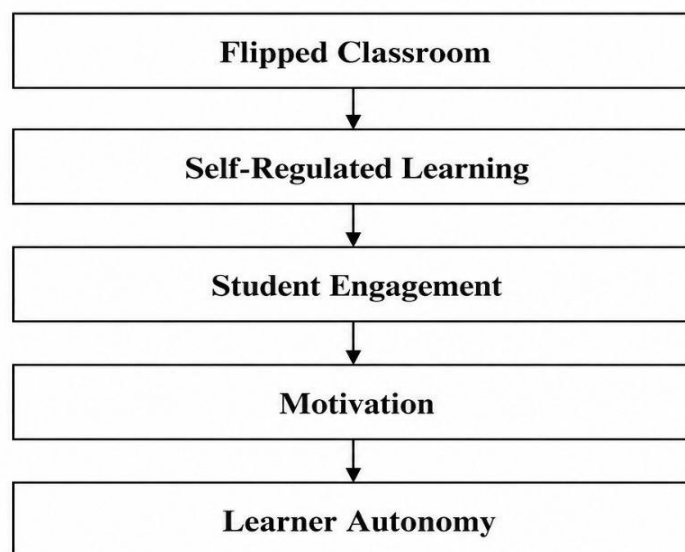 Flipped Classroom
Self-Regulated Learning
Student Engagement
Motivation
Learner Autonomy